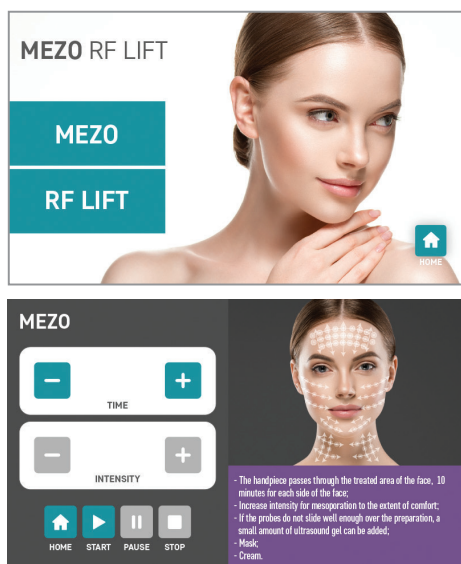 MEZO RF LIFT
MEZO
RF LIFT
HOME
MEZO
TIME
INTENSITY
HOME START PAUSE STOP
- The handpiece passes through the treated area of the face, 10
minutes for each side of the face;
- Increase intensity for mesoporation to the extent of comfort;
- If the probes do not slide well enough over the preparation, a
small amount of ultrasound gel can be added;
- Mask;
- Cream.